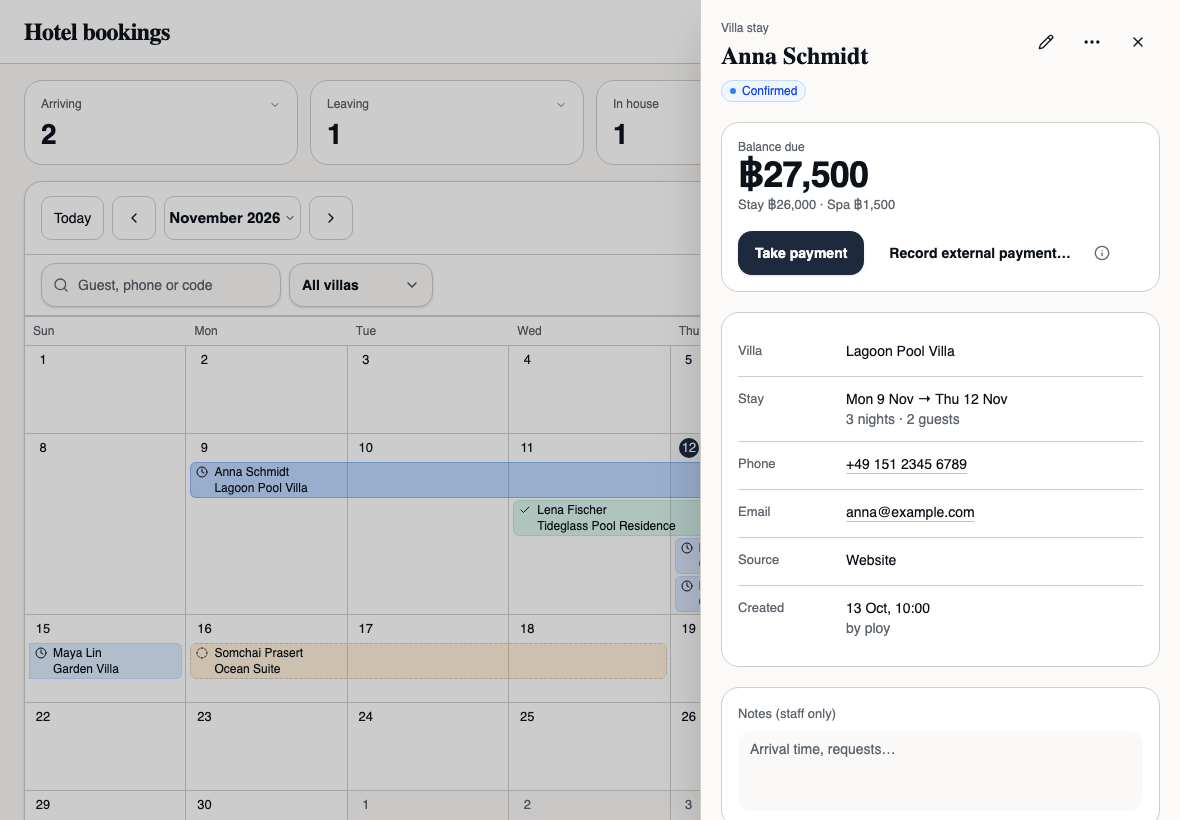 Hotel bookings
Arriving
2
Leaving
1
In house
1
Today
November 2026
Guest, phone or code
All villas
Sun Mon Tue Wed Thu
1 2 3 4 5
8 9 10 11 12
Anna Schmidt
Lagoon Pool Villa
Lena Fischer
Tideglass Pool Residence
15 16 17 18 19
Maya Lin
Garden Villa
Somchai Prasert
Ocean Suite
22 23 24 25 26
29 30 1 2 3
Villa stay
Anna Schmidt
Confirmed
Balance due
฿27,500
Stay ฿26,000 · Spa ฿1,500
Take payment
Record external payment…
Villa Lagoon Pool Villa
Stay Mon 9 Nov → Thu 12 Nov
3 nights · 2 guests
Phone +49 151 2345 6789
Email anna@example.com
Source Website
Created 13 Oct, 10:00
by ploy
Notes (staff only)
Arrival time, requests…